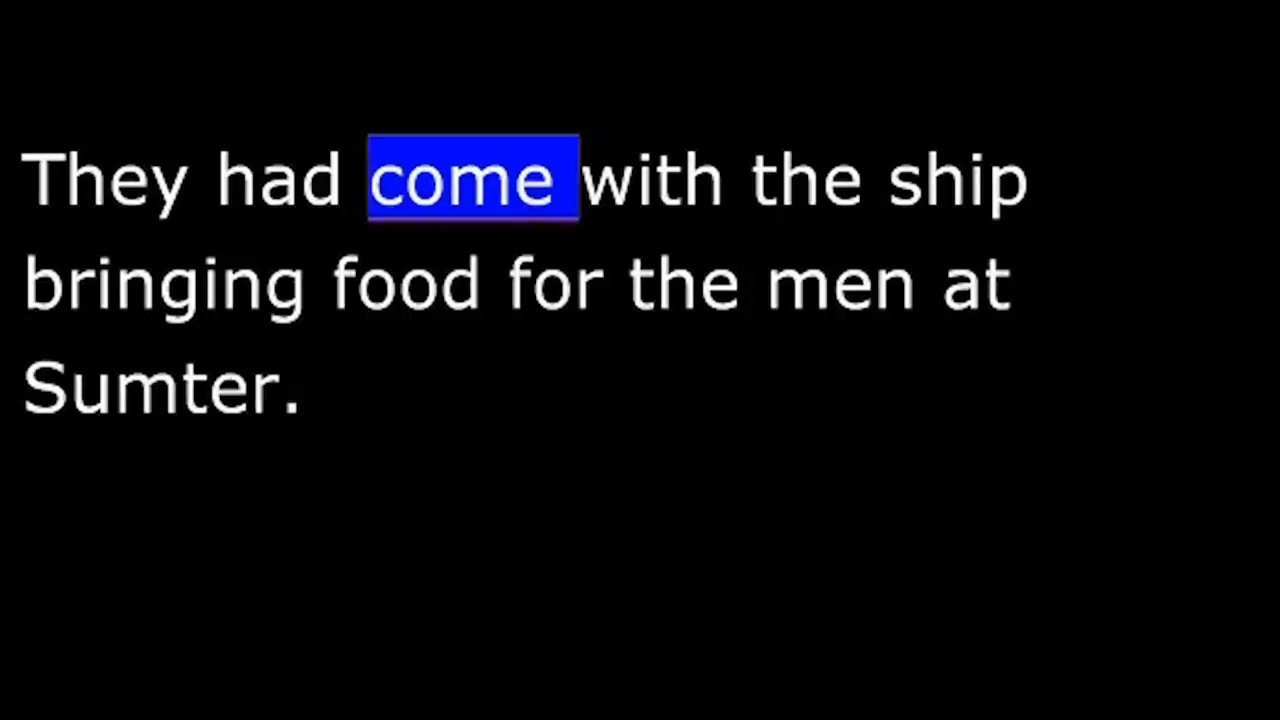 They had come with the ship
bringing food for the men at
Sumter.